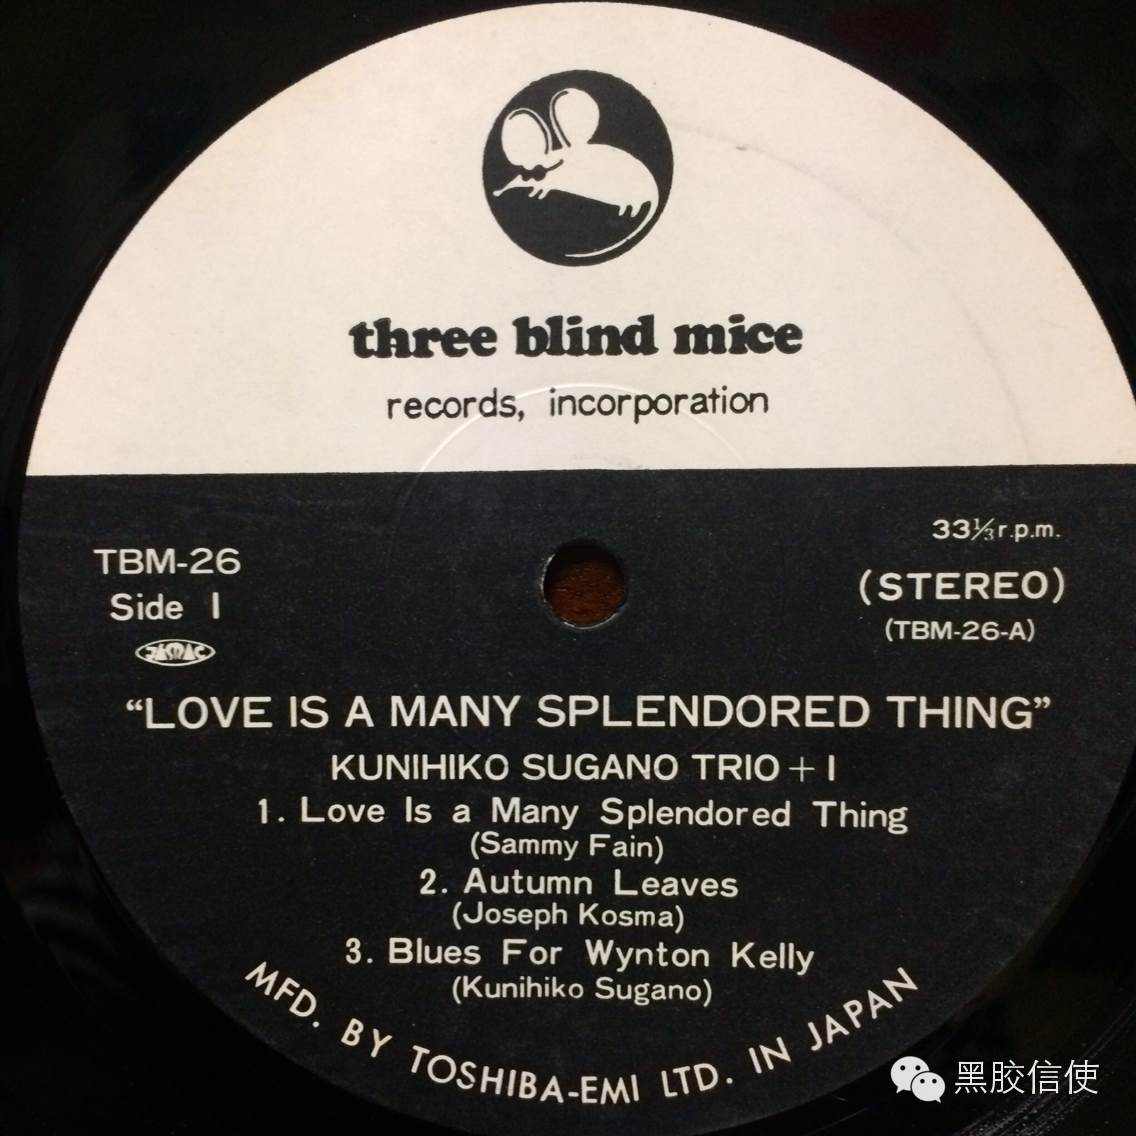 three blind mice
records, incorporation
33⅓ r.p.m.
TBM-26
(STEREO)
Side 1
(TBM-26-A)
JASRAC
"LOVE IS A MANY SPLENDORED THING"
KUNIHIKO SUGANO TRIO + 1
1. Love Is a Many Splendored Thing
(Sammy Fain)
2. Autumn Leaves
(Joseph Kosma)
3. Blues For Wynton Kelly
(Kunihiko Sugano)
MFD. BY TOSHIBA-EMI LTD. IN JAPAN
黑胶信使